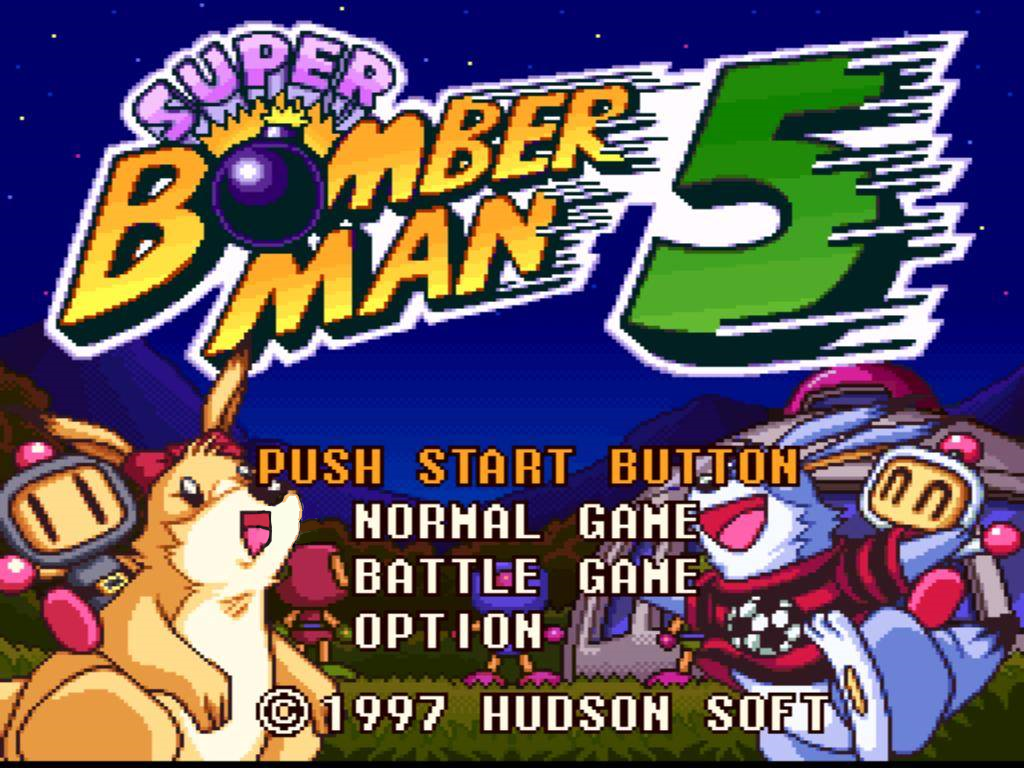 SUPER
BOMBER
MAN 5
PUSH START BUTTON
NORMAL GAME
BATTLE GAME
OPTION
©1997 HUDSON SOFT